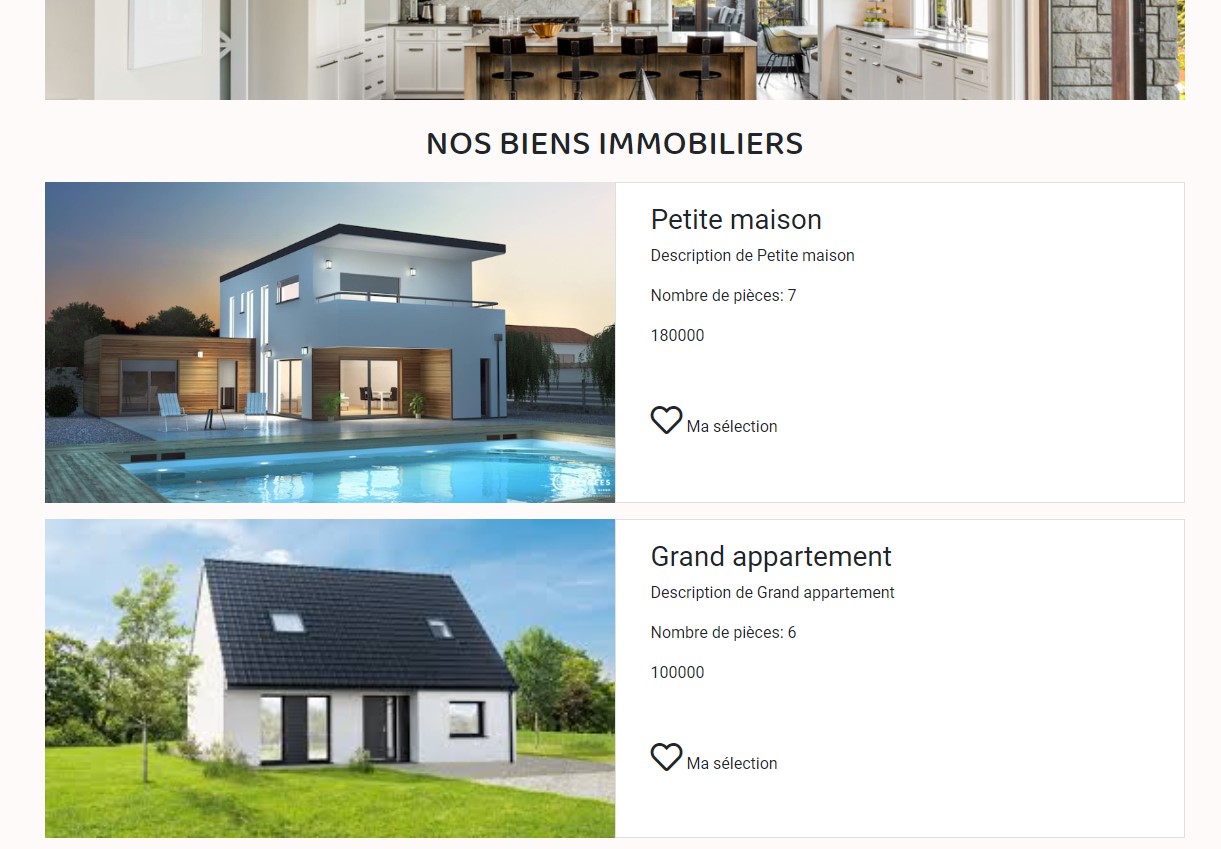 NOS BIENS IMMOBILIERS
Petite maison
Description de Petite maison
Nombre de pièces: 7
180000
Ma sélection
Grand appartement
Description de Grand appartement
Nombre de pièces: 6
100000
Ma sélection